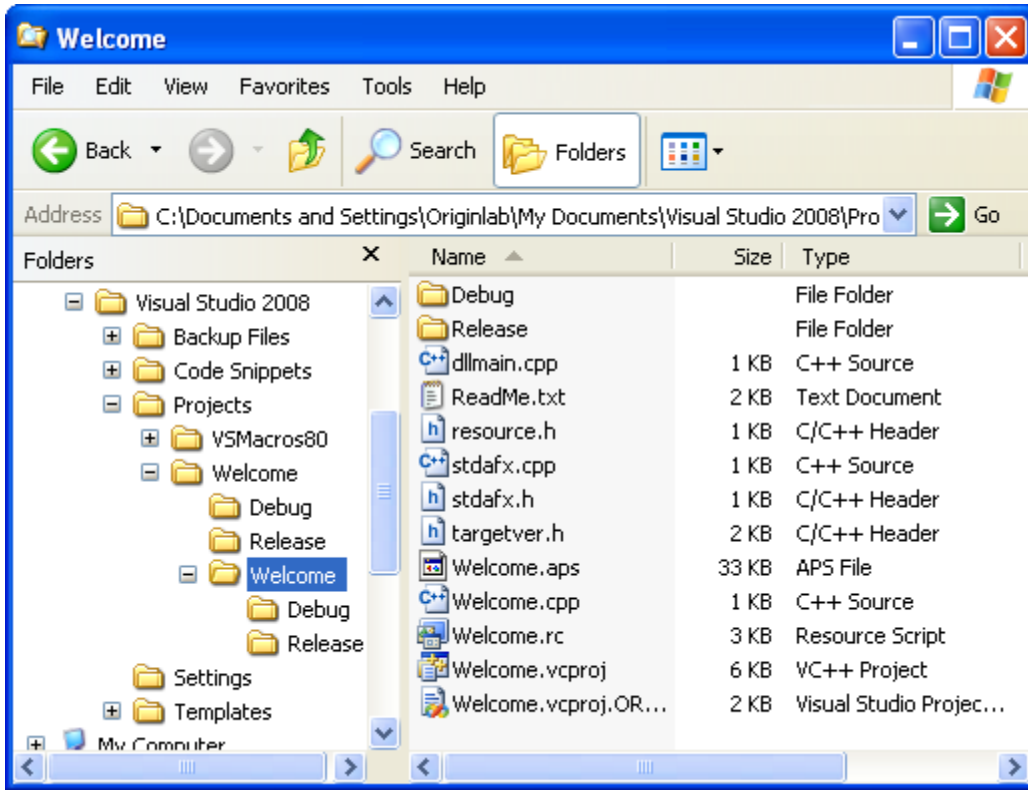 Welcome
File Edit View Favorites Tools Help
Back Search Folders
Address C:\Documents and Settings\Originlab\My Documents\Visual Studio 2008\Pro Go
Folders
Visual Studio 2008
Backup Files
Code Snippets
Projects
VSMacros80
Welcome
Debug
Release
Welcome
Debug
Release
Settings
Templates
My Computer
Name Size Type
Debug File Folder
Release File Folder
dllmain.cpp 1 KB C++ Source
ReadMe.txt 2 KB Text Document
resource.h 1 KB C/C++ Header
stdafx.cpp 1 KB C++ Source
stdafx.h 1 KB C/C++ Header
targetver.h 2 KB C/C++ Header
Welcome.aps 33 KB APS File
Welcome.cpp 1 KB C++ Source
Welcome.rc 3 KB Resource Script
Welcome.vcproj 6 KB VC++ Project
Welcome.vcproj.OR... 2 KB Visual Studio Projec...